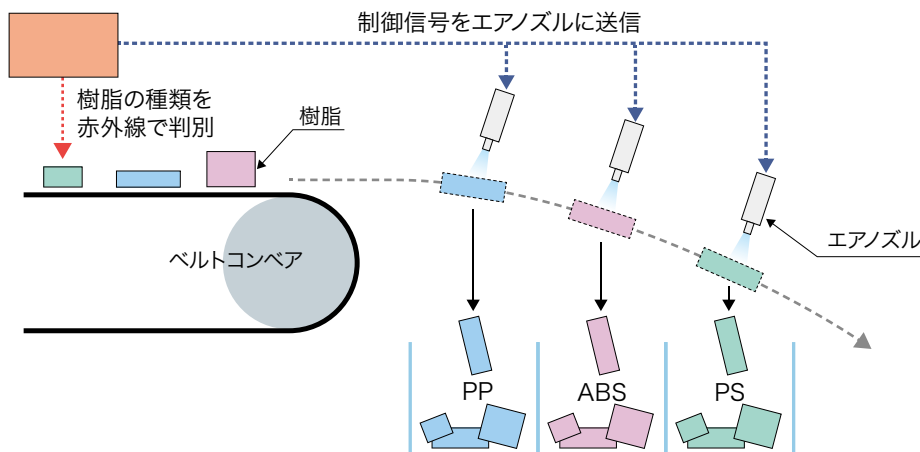 制御信号をエアノズルに送信
樹脂の種類を
赤外線で判別
樹脂
ベルトコンベア
エアノズル
PP
ABS
PS